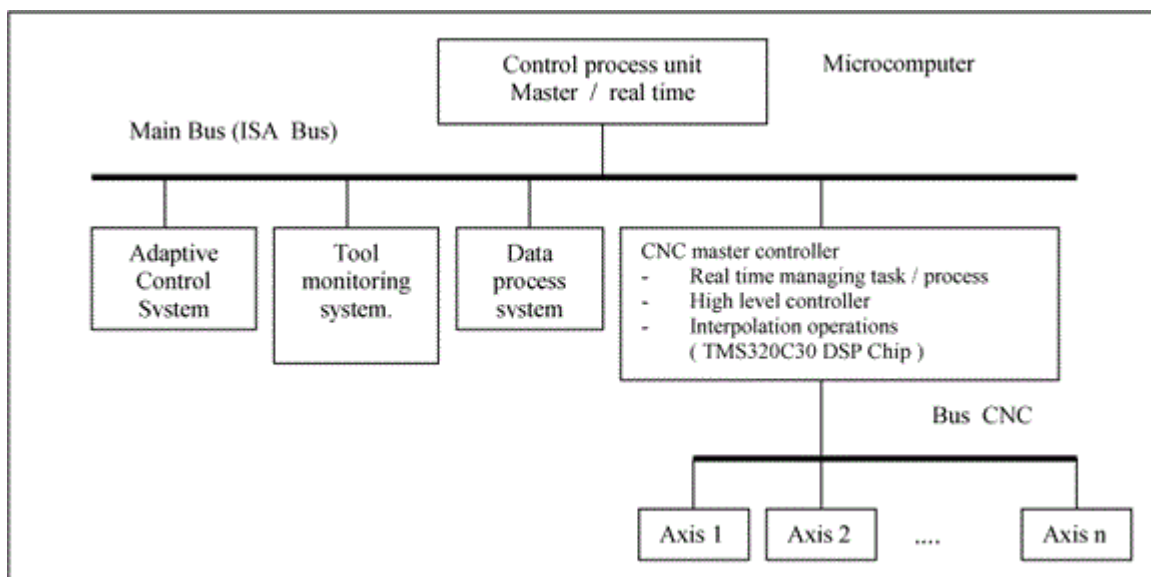 Control process unit
Master / real time
Microcomputer
Main Bus (ISA Bus)
Adaptive
Control
System
Tool
monitoring
system.
Data
process
system
CNC master controller
- Real time managing task / process
- High level controller
- Interpolation operations
( TMS320C30 DSP Chip )
Bus CNC
Axis 1
Axis 2
....
Axis n